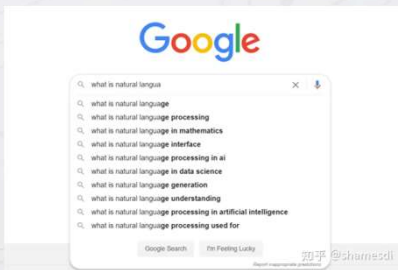 Google
what is natural langua
what is natural language
what is natural language processing
what is natural language in mathematics
what is natural language interface
what is natural language processing in ai
what is natural language in data science
what is natural language generation
what is natural language understanding
what is natural language processing in artificial intelligence
what is natural language processing used for
Google Search I'm Feeling Lucky
Report inappropriate predictions
知乎 @shamesdi